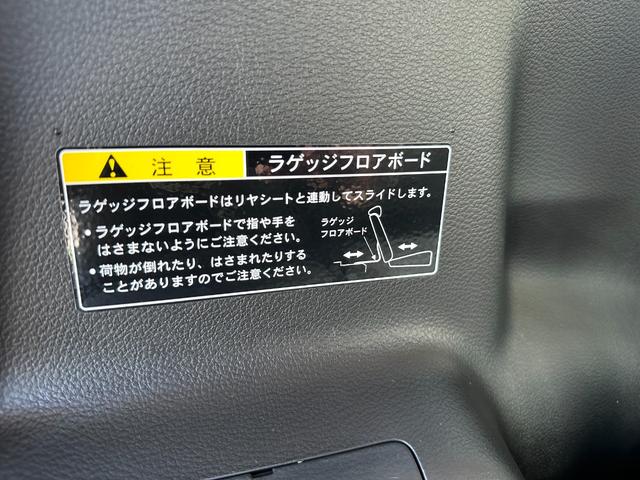 注意 ラゲッジフロアボード
ラゲッジフロアボードはリヤシートと連動してスライドします。
・ラゲッジフロアボードで指や手を
はさまないようにご注意ください。
・荷物が倒れたり、はさまれたりする
ことがありますのでご注意ください。
ラゲッジ
フロアボード